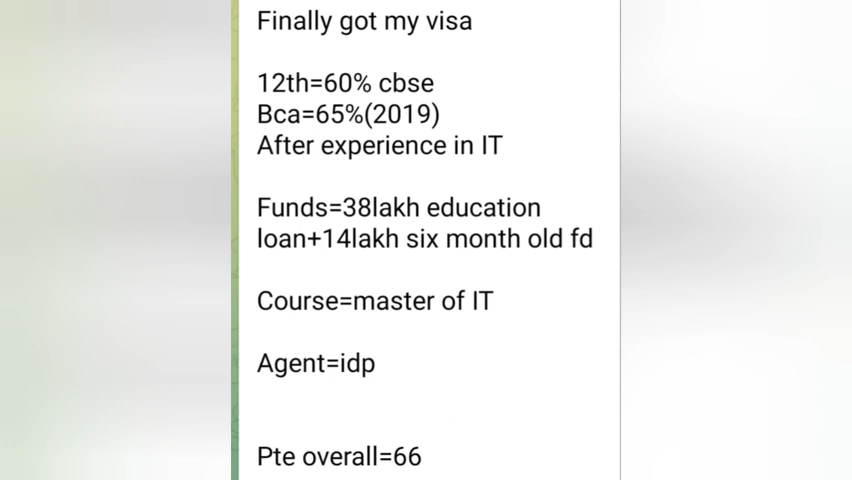 Finally got my visa
12th=60% cbse
Bca=65%(2019)
After experience in IT
Funds=38lakh education
loan+14lakh six month old fd
Course=master of IT
Agent=idp
Pte overall=66